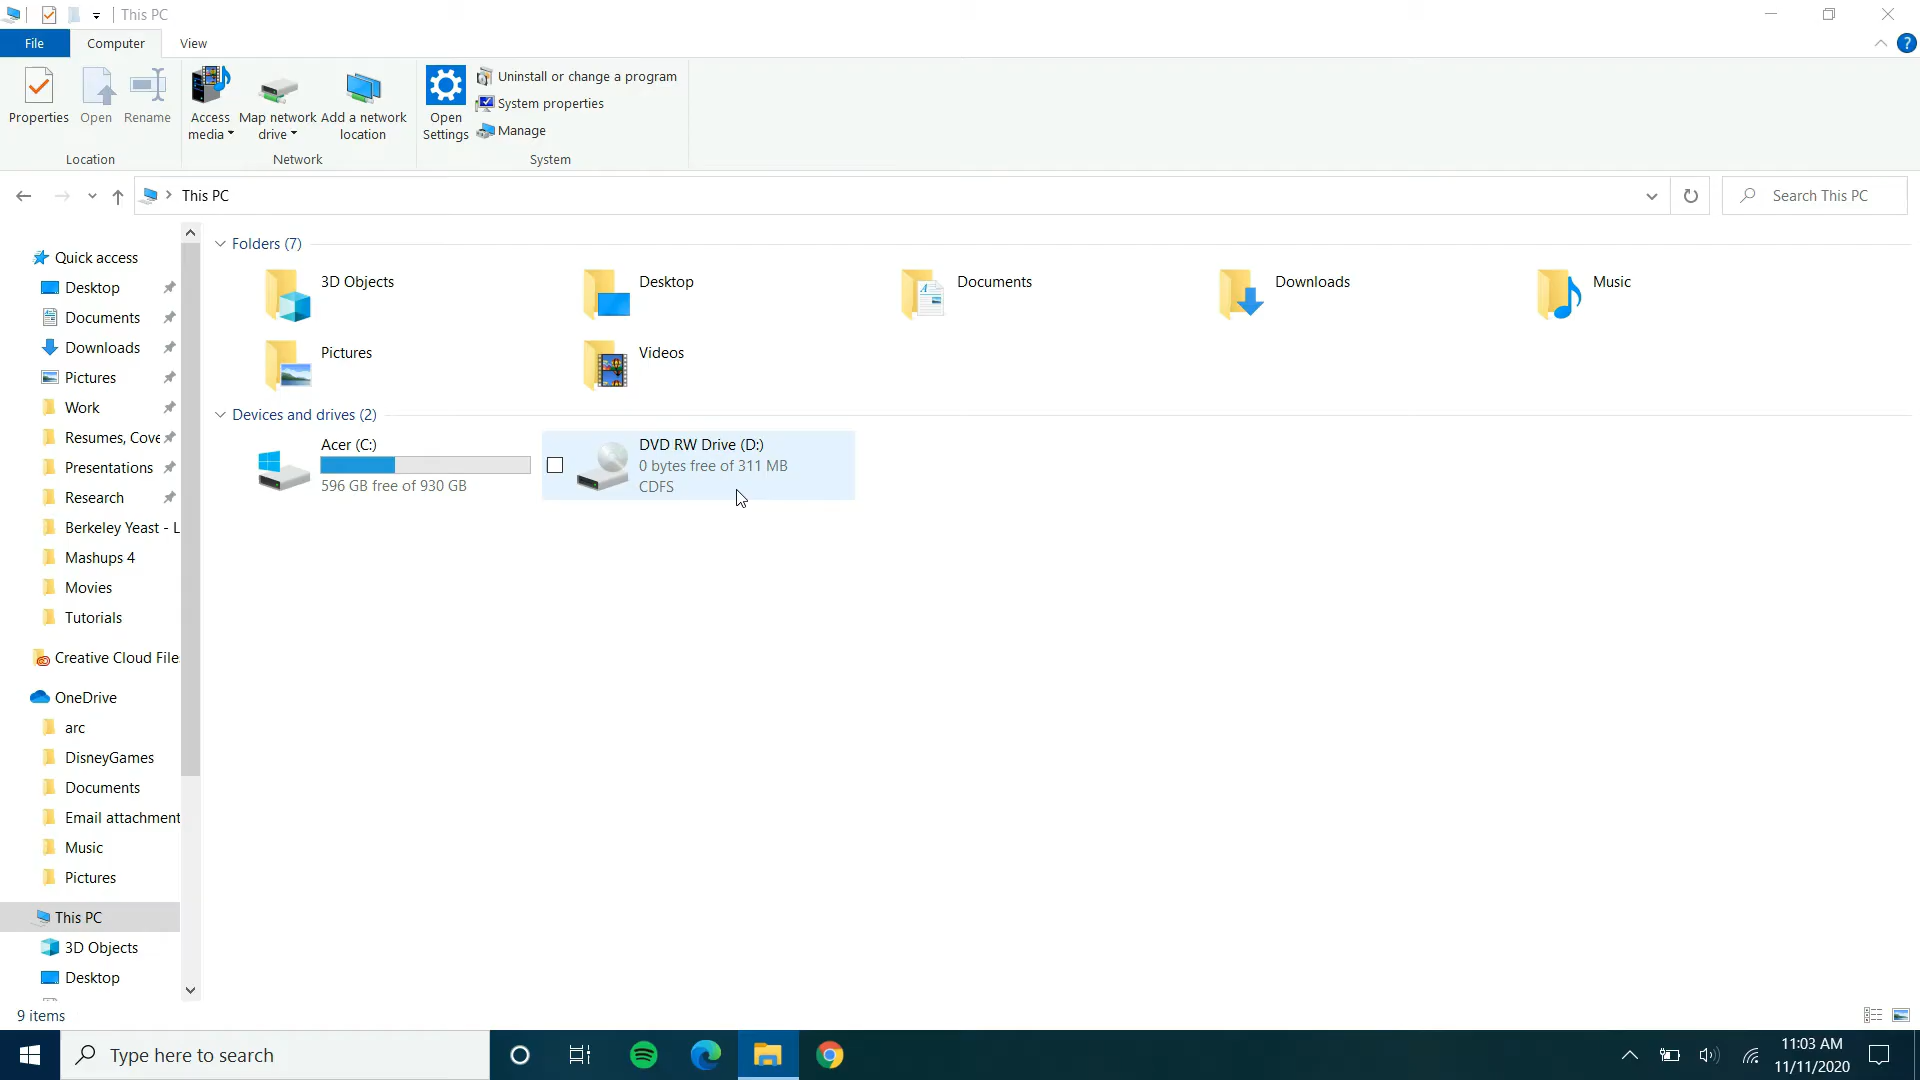 This PC
File
Computer
View
Properties
Open
Rename
Location
Access
media
Map network
drive
Add a network
location
Network
Open
Settings
Uninstall or change a program
System properties
Manage
System
?
This PC
Search This PC
Quick access
Desktop
Documents
Downloads
Pictures
Work
Resumes, Cove
Presentations
Research
Berkeley Yeast - L
Mashups 4
Movies
Tutorials
Creative Cloud File
OneDrive
arc
DisneyGames
Documents
Email attachment
Music
Pictures
This PC
3D Objects
Desktop
Folders (7)
3D Objects
Desktop
Documents
Downloads
Music
Pictures
Videos
Devices and drives (2)
Acer (C:)
596 GB free of 930 GB
DVD RW Drive (D:)
0 bytes free of 311 MB
CDFS
9 items
Type here to search
11:03 AM
11/11/2020